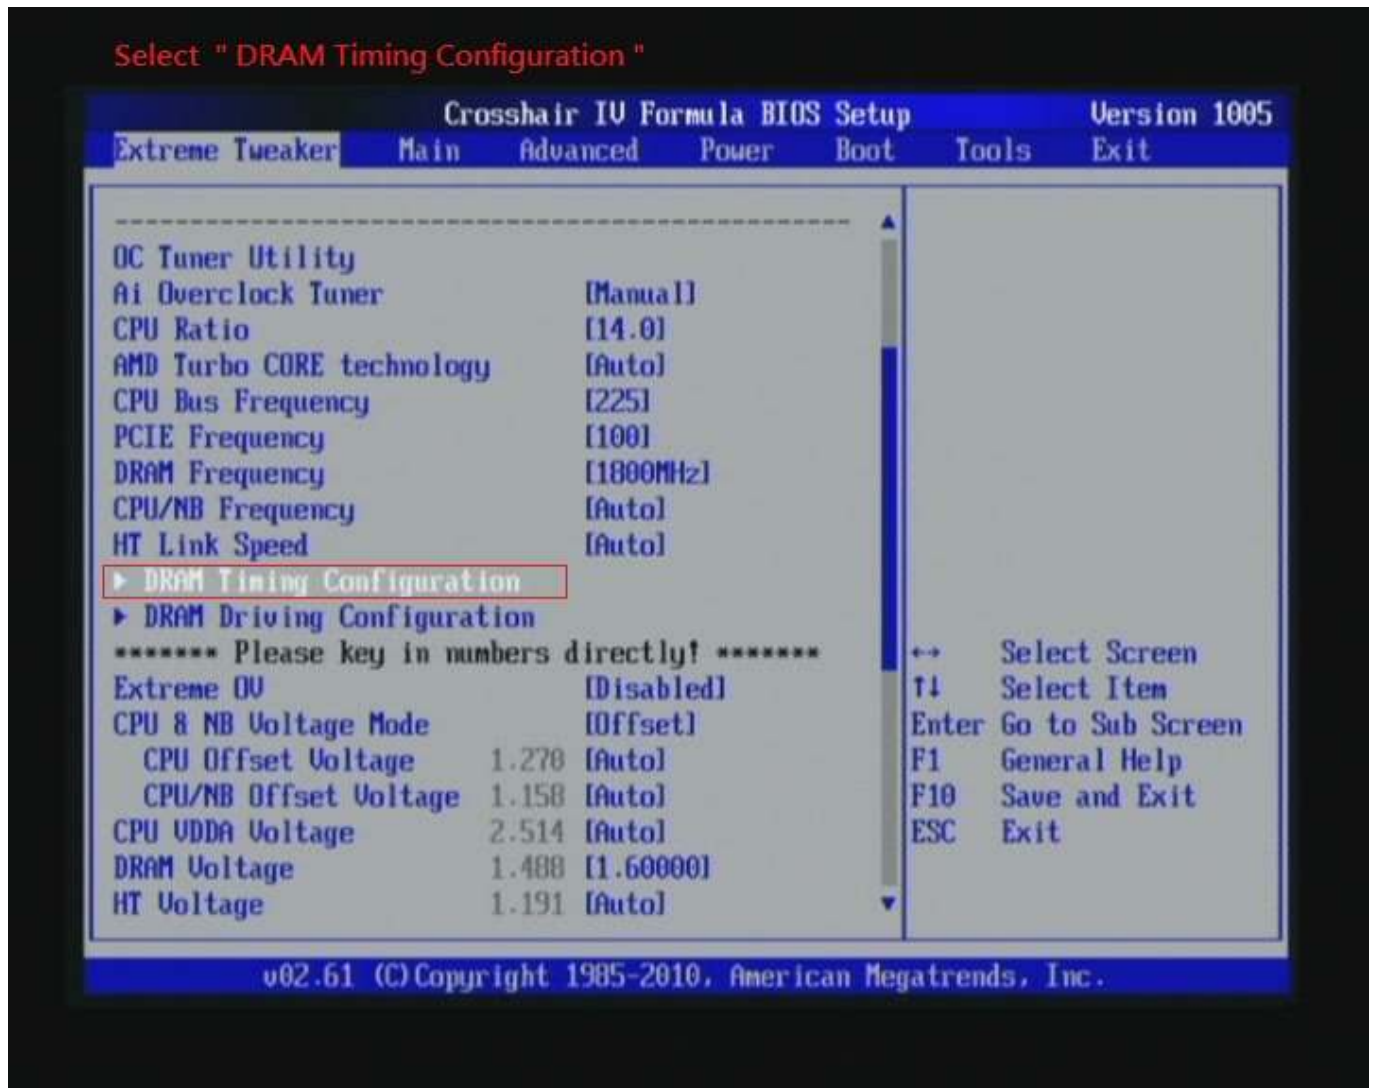 Select " DRAM Timing Configuration "
Crosshair IV Formula BIOS Setup Version 1005
Extreme Tweaker Main Advanced Power Boot Tools Exit
--------------------------------------------------
OC Tuner Utility
Ai Overclock Tuner [Manual]
CPU Ratio [14.0]
AMD Turbo CORE technology [Auto]
CPU Bus Frequency [225]
PCIE Frequency [100]
DRAM Frequency [1800MHz]
CPU/NB Frequency [Auto]
HT Link Speed [Auto]
▶ DRAM Timing Configuration
▶ DRAM Driving Configuration
******* Please key in numbers directly! *******
Extreme OV [Disabled]
CPU & NB Voltage Mode [Offset]
CPU Offset Voltage 1.270 [Auto]
CPU/NB Offset Voltage 1.158 [Auto]
CPU VDDA Voltage 2.514 [Auto]
DRAM Voltage 1.488 [1.60000]
HT Voltage 1.191 [Auto]
↔ Select Screen
↑↓ Select Item
Enter Go to Sub Screen
F1 General Help
F10 Save and Exit
ESC Exit
v02.61 (C)Copyright 1985-2010, American Megatrends, Inc.